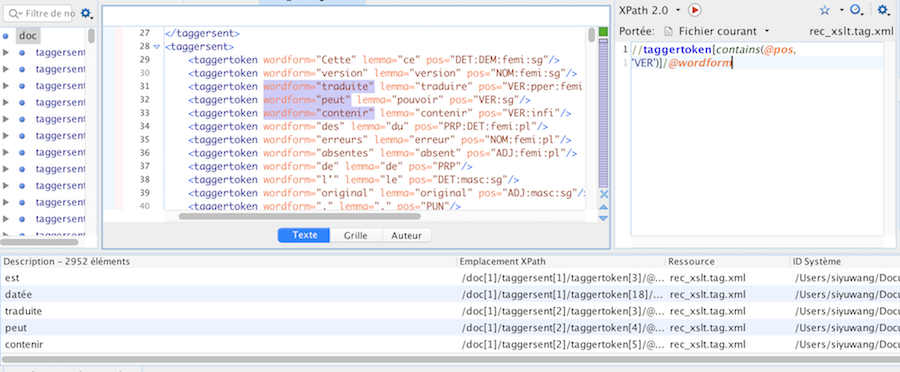 Filtre de no
XPath 2.0
Portée: Fichier courant rec_xslt.tag.xml
doc
taggersent
taggersent
taggersent
taggersent
taggersent
taggersent
taggersent
taggersent
taggersent
taggersent
taggersent
27 </taggersent>
28 <taggersent>
29 <taggertoken wordform="Cette" lemma="ce" pos="DET:DEM:femi:sg"/>
30 <taggertoken wordform="version" lemma="version" pos="NOM:femi:sg"/>
31 <taggertoken wordform="traduite" lemma="traduire" pos="VER:pper:femi
32 <taggertoken wordform="peut" lemma="pouvoir" pos="VER:sg"/>
33 <taggertoken wordform="contenir" lemma="contenir" pos="VER:infi"/>
34 <taggertoken wordform="des" lemma="du" pos="PRP:DET:femi:pl"/>
35 <taggertoken wordform="erreurs" lemma="erreur" pos="NOM:femi:pl"/>
36 <taggertoken wordform="absentes" lemma="absent" pos="ADJ:femi:pl"/>
37 <taggertoken wordform="de" lemma="de" pos="PRP"/>
38 <taggertoken wordform="l'" lemma="le" pos="DET:masc:sg"/>
39 <taggertoken wordform="original" lemma="original" pos="ADJ:masc:sg"/>
40 <taggertoken wordform="." lemma="." pos="PUN"/>
Texte Grille Auteur
1 //taggertoken[contains(@pos,
1 'VER')]/@wordform
Description - 2952 éléments Emplacement XPath Ressource ID Système
est /doc[1]/taggersent[1]/taggertoken[3]/@... rec_xslt.tag.xml /Users/siyuwang/Docu
datée /doc[1]/taggersent[1]/taggertoken[18]/... rec_xslt.tag.xml /Users/siyuwang/Docu
traduite /doc[1]/taggersent[2]/taggertoken[3]/@... rec_xslt.tag.xml /Users/siyuwang/Docu
peut /doc[1]/taggersent[2]/taggertoken[4]/@... rec_xslt.tag.xml /Users/siyuwang/Docu
contenir /doc[1]/taggersent[2]/taggertoken[5]/@... rec_xslt.tag.xml /Users/siyuwang/Docu